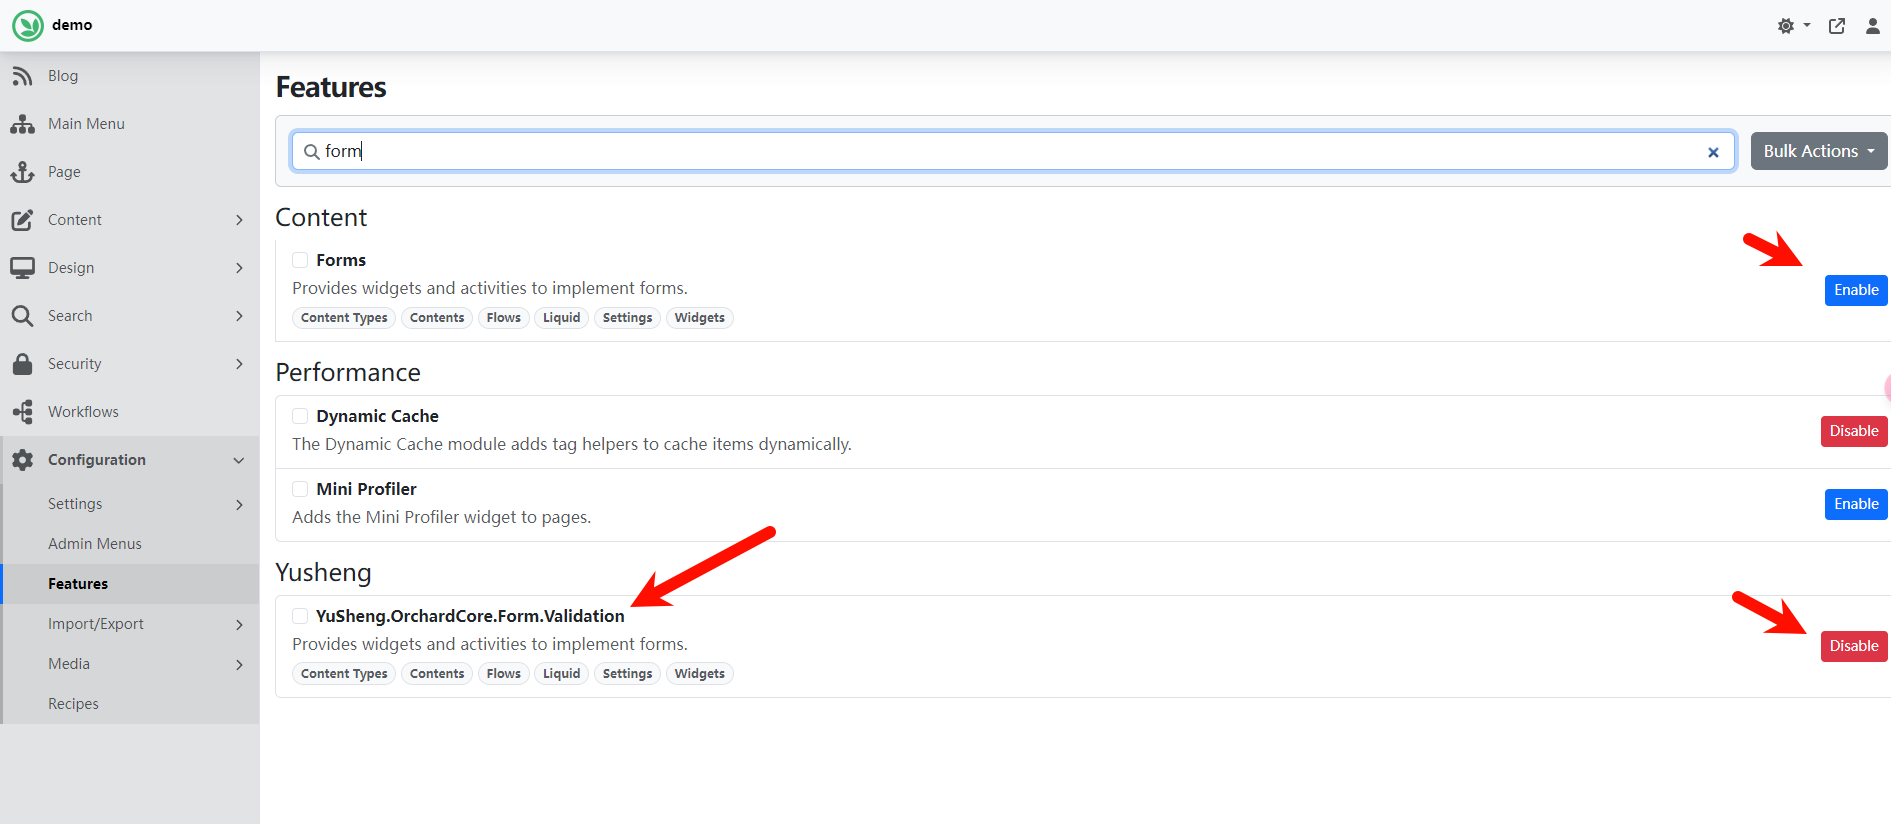 demo
Blog
Main Menu
Page
Content
Design
Search
Security
Workflows
Configuration
Settings
Admin Menus
Features
Import/Export
Media
Recipes
Features
form
Bulk Actions
Content
Forms
Provides widgets and activities to implement forms.
Content Types Contents Flows Liquid Settings Widgets
Enable
Performance
Dynamic Cache
The Dynamic Cache module adds tag helpers to cache items dynamically.
Disable
Mini Profiler
Adds the Mini Profiler widget to pages.
Enable
Yusheng
YuSheng.OrchardCore.Form.Validation
Provides widgets and activities to implement forms.
Content Types Contents Flows Liquid Settings Widgets
Disable